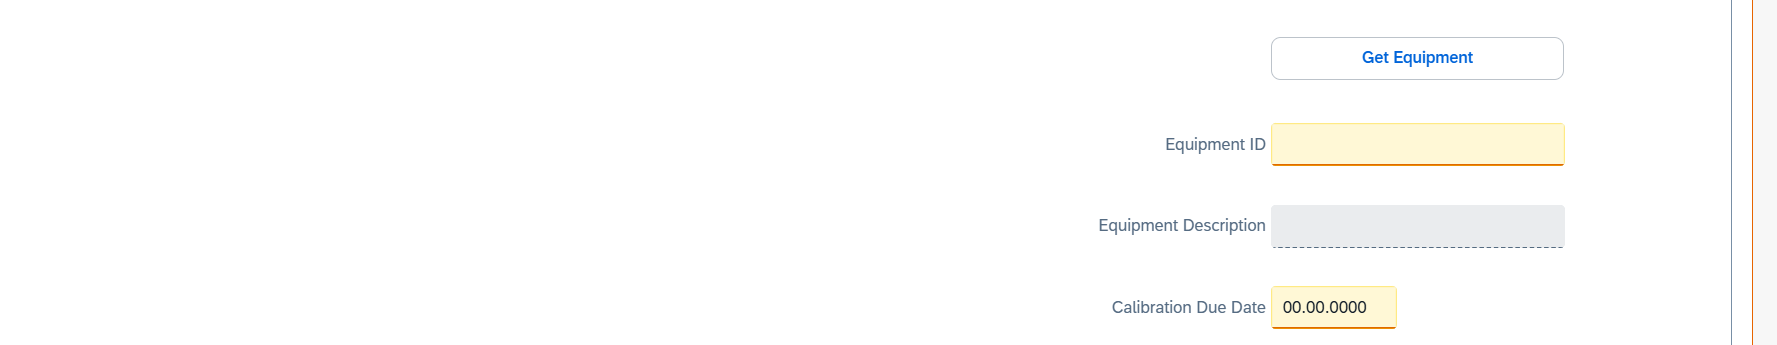 Get Equipment
Equipment ID
Equipment Description
Calibration Due Date 00.00.0000